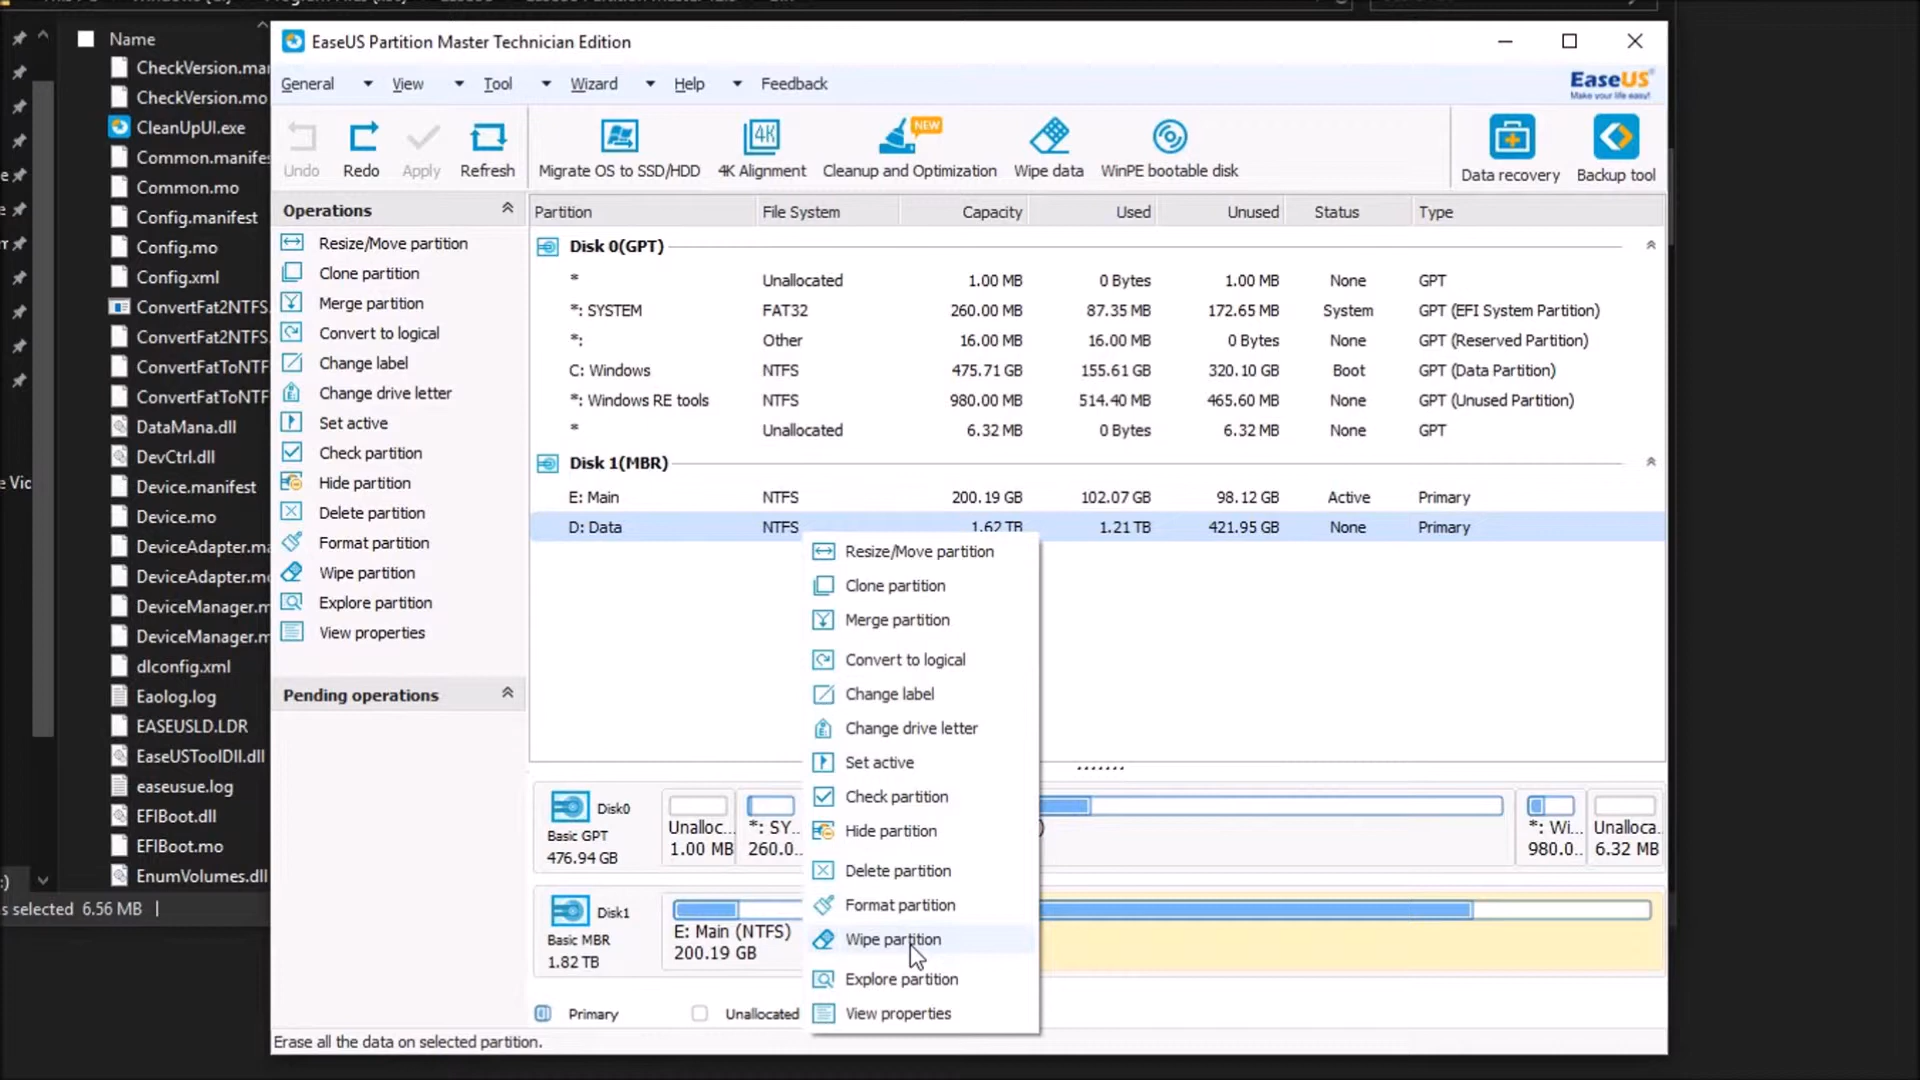 Name
CheckVersion.mar
CheckVersion.mo
CleanUpUI.exe
Common.manifes
Common.mo
Config.manifest
Config.mo
Config.xml
ConvertFat2NTFS.
ConvertFat2NTFS.
ConvertFatToNTF
ConvertFatToNTF
DataMana.dll
DevCtrl.dll
Device.manifest
Device.mo
DeviceAdapter.ma
DeviceAdapter.mo
DeviceManager.m
DeviceManager.m
dlconfig.xml
Eaolog.log
EASEUSLD.LDR
EaseUSToolDll.dll
easeusue.log
EFIBoot.dll
EFIBoot.mo
EnumVolumes.dll
e Vic
s selected 6.56 MB
EaseUS Partition Master Technician Edition
General View Tool Wizard Help Feedback
EaseUS
Make your life easy!
Undo Redo Apply Refresh
4K
NEW
Migrate OS to SSD/HDD 4K Alignment Cleanup and Optimization Wipe data WinPE bootable disk
Data recovery Backup tool
Operations
Resize/Move partition
Clone partition
Merge partition
Convert to logical
Change label
Change drive letter
Set active
Check partition
Hide partition
Delete partition
Format partition
Wipe partition
Explore partition
View properties
Pending operations
Partition File System Capacity Used Unused Status Type
Disk 0(GPT)
* Unallocated 1.00 MB 0 Bytes 1.00 MB None GPT
*: SYSTEM FAT32 260.00 MB 87.35 MB 172.65 MB System GPT (EFI System Partition)
*: Other 16.00 MB 16.00 MB 0 Bytes None GPT (Reserved Partition)
C: Windows NTFS 475.71 GB 155.61 GB 320.10 GB Boot GPT (Data Partition)
*: Windows RE tools NTFS 980.00 MB 514.40 MB 465.60 MB None GPT (Unused Partition)
* Unallocated 6.32 MB 0 Bytes 6.32 MB None GPT
Disk 1(MBR)
E: Main NTFS 200.19 GB 102.07 GB 98.12 GB Active Primary
D: Data NTFS 1.62 TB 1.21 TB 421.95 GB None Primary
Resize/Move partition
Clone partition
Merge partition
Convert to logical
Change label
Change drive letter
Set active
Check partition
Hide partition
Delete partition
Format partition
Wipe partition
Explore partition
View properties
Disk0
Basic GPT
476.94 GB
Unalloc...
1.00 MB
*: SY...
260.0...
*: Wi...
980.0...
Unalloca.
6.32 MB
Disk1
Basic MBR
1.82 TB
E: Main (NTFS)
200.19 GB
Primary Unallocated
Erase all the data on selected partition.